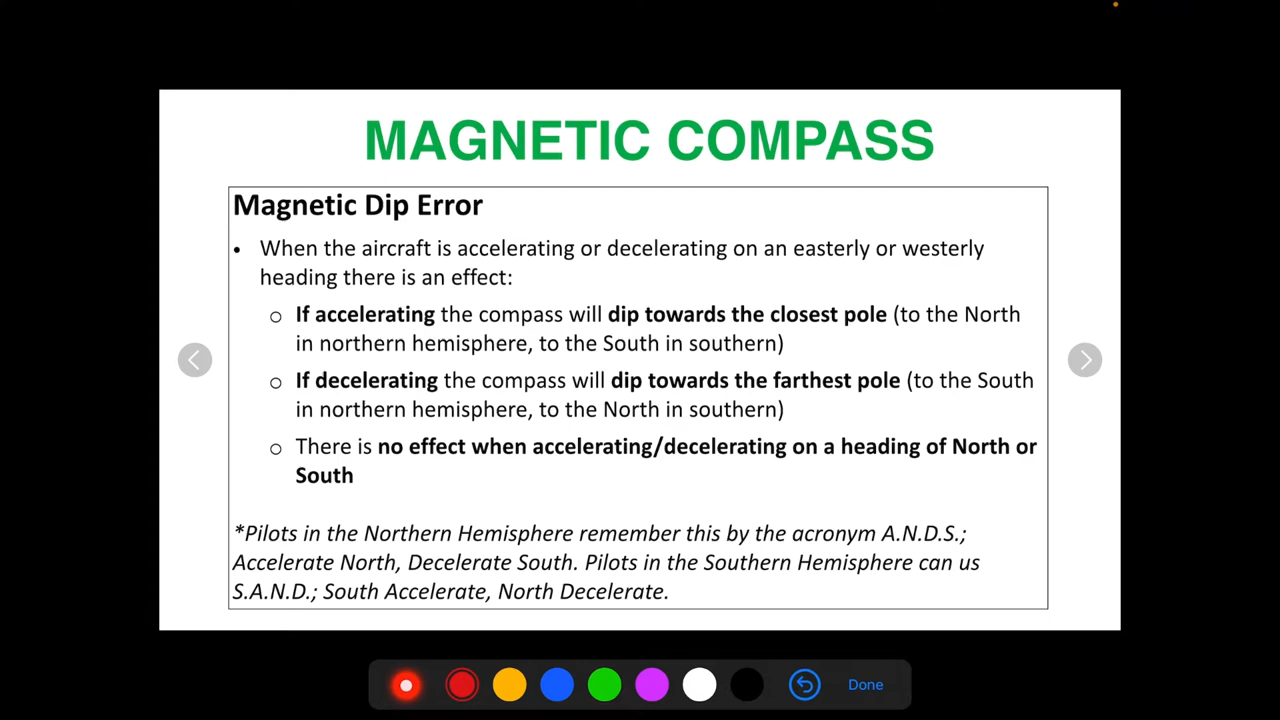 MAGNETIC COMPASS
Magnetic Dip Error
• When the aircraft is accelerating or decelerating on an easterly or westerly
heading there is an effect:
o If accelerating the compass will dip towards the closest pole (to the North
in northern hemisphere, to the South in southern)
o If decelerating the compass will dip towards the farthest pole (to the South
in northern hemisphere, to the North in southern)
o There is no effect when accelerating/decelerating on a heading of North or
South
*Pilots in the Northern Hemisphere remember this by the acronym A.N.D.S.;
Accelerate North, Decelerate South. Pilots in the Southern Hemisphere can us
S.A.N.D.; South Accelerate, North Decelerate.
Done